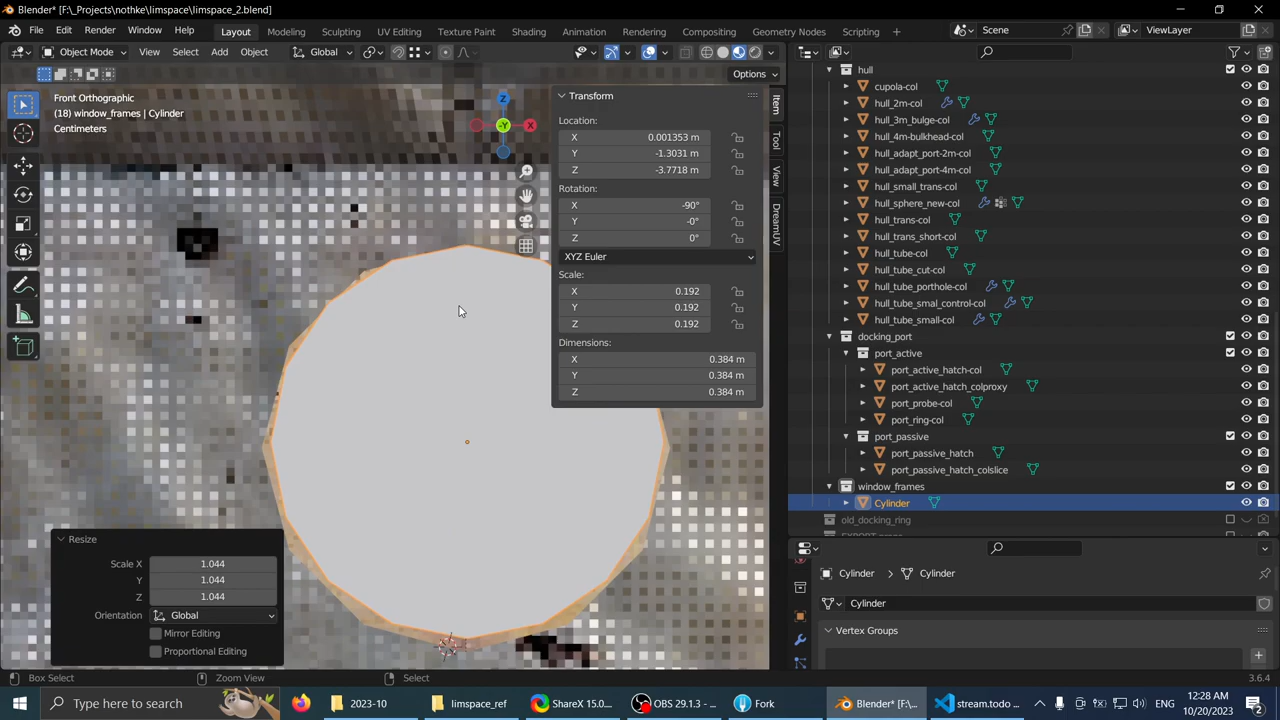 Blender* [F:\_Projects\nothke/limspace\limspace_2.blend]
File Edit Render Window Help Layout Modeling Sculpting UV Editing Texture Paint Shading Animation Rendering Compositing Geometry Nodes Scripting Scene ViewLayer
Object Mode View Select Add Object Global
Options
Front Orthographic
(18) window_frames | Cylinder
Centimeters
Z
X
-Y
Transform
Location:
X 0.001353 m
Y -1.3031 m
Z -3.7718 m
Rotation:
X -90°
Y -0°
Z 0°
XYZ Euler
Scale:
X 0.192
Y 0.192
Z 0.192
Dimensions:
X 0.384 m
Y 0.384 m
Z 0.384 m
Item
Tool
View
DreamUV
Resize
Scale X 1.044
Y 1.044
Z 1.044
Orientation Global
Mirror Editing
Proportional Editing
hull
cupola-col
hull_2m-col
hull_3m_bulge-col
hull_4m-bulkhead-col
hull_adapt_port-2m-col
hull_adapt_port-4m-col
hull_small_trans-col
hull_sphere_new-col
hull_trans-col
hull_trans_short-col
hull_tube-col
hull_tube_cut-col
hull_tube_porthole-col
hull_tube_smal_control-col
hull_tube_small-col
docking_port
port_active
port_active_hatch-col
port_active_hatch_colproxy
port_probe-col
port_ring-col
port_passive
port_passive_hatch
port_passive_hatch_colslice
window_frames
Cylinder
old_docking_ring
Cylinder > Cylinder
Cylinder
Vertex Groups
Box Select Zoom View Select 3.6.4
Type here to search
2023-10
limspace_ref
ShareX 15.0...
OBS 29.1.3 - ...
Fork
Blender* [F:\...
stream.todo ...
12:28 AM
10/20/2023